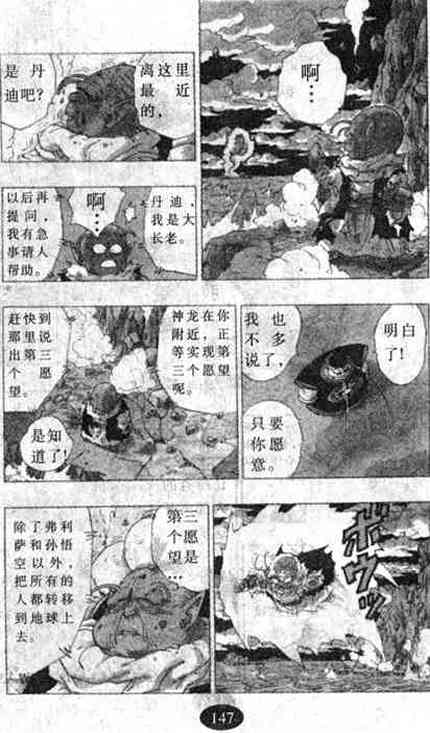 啊
…
离这里
最近
的，
是丹
迪吧？
丹迪，
我是大
长老。
啊
…
以后再
提问，
我有急
事请人
帮助。
明白
了！
我也
不多
说了，
只要
你愿
意。
神龙在你
附近，正
等实现第
三个愿望
呢。
赶快到
那里说
出第三
个愿
望。
是知
道了！
ボウッ
第三
个愿
望是
…
除了弗利
萨和孙悟
空以外，
把所有的
人都转移
到地球上
去。
147